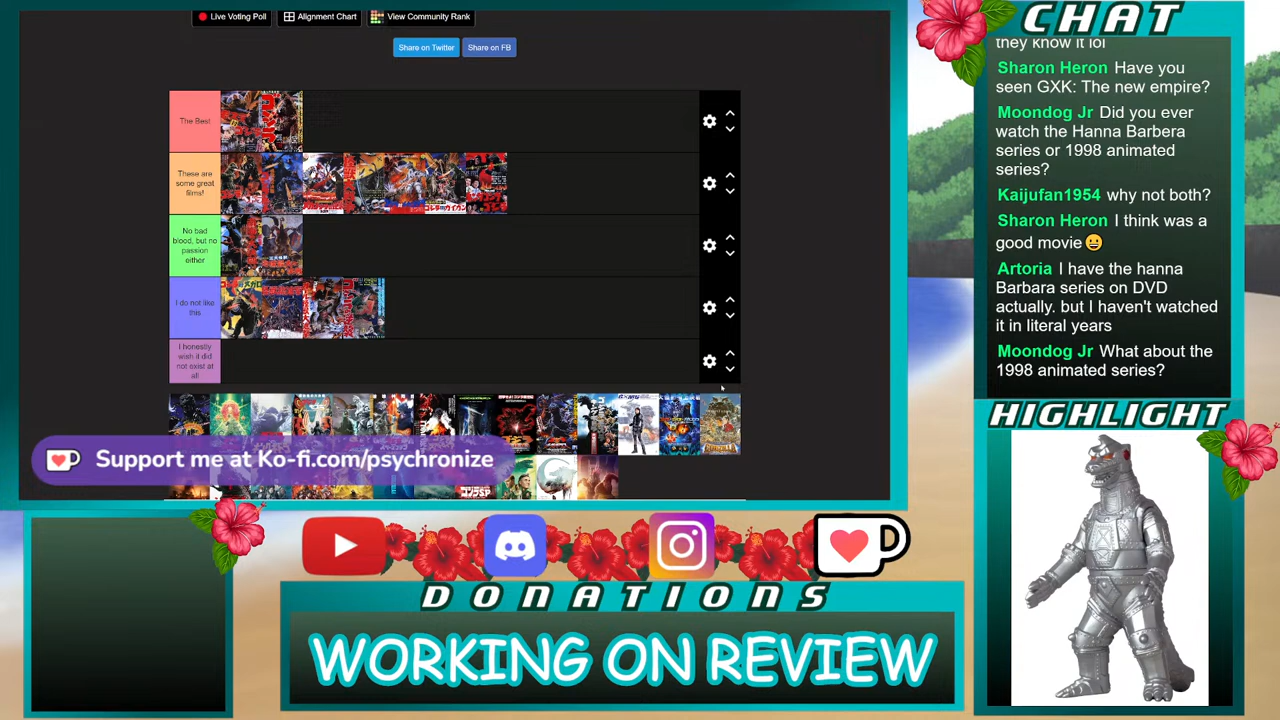 Live Voting Poll
Alignment Chart
View Community Rank
Share on Twitter
Share on FB
The Best
These are
some great
films!
No bad
blood, but no
passion
either
I do not like
this
I honestly
wish it did
not exist at
all
Support me at Ko-fi.com/psychronize
CHAT
they know it lol
Sharon Heron Have you
seen GXK: The new empire?
Moondog Jr Did you ever
watch the Hanna Barbera
series or 1998 animated
series?
Kaijufan1954 why not both?
Sharon Heron I think was a
good movie😀
Artoria I have the hanna
Barbara series on DVD
actually. but I haven't watched
it in literal years
Moondog Jr What about the
1998 animated series?
HIGHLIGHT
DONATIONS
WORKING ON REVIEW